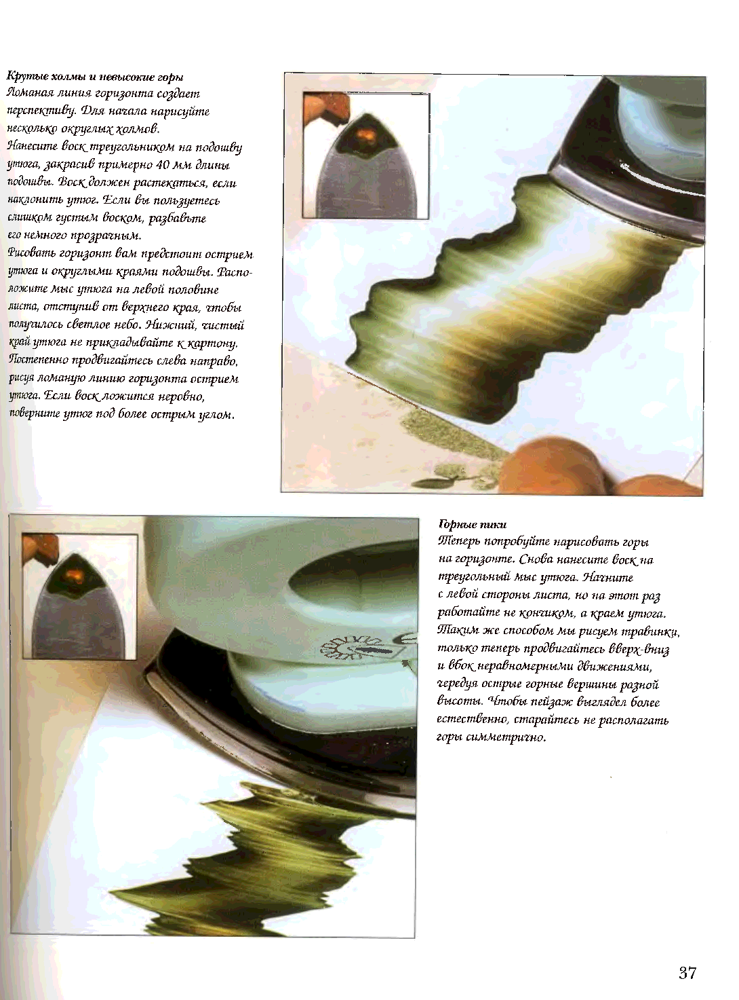 Крутые холмы и невысокие горы
Ломаная линия горизонта создает
перспективу. Для начала нарисуйте
несколько округлых холмов.
Нанесите воск треугольником на подошву
утюга, закрасив примерно 40 мм длины
подошвы. Воск должен растекаться, если
наклонить утюг. Если вы пользуетесь
слишком густым воском, разбавьте
его немного прозрачным.
Рисовать горизонт вам предстоит острием
утюга и округлыми краями подошвы. Распо-
ложите мыс утюга на левой половине
листа, отступив от верхнего края, чтобы
получилось светлое небо. Нижний, чистый
край утюга не прикладывайте к картону.
Постепенно продвигайтесь слева направо,
рисуя ломаную линию горизонта острием
утюга. Если воск ложится неровно,
поверните утюг под более острым углом.
Горные пики
Теперь попробуйте нарисовать горы
на горизонте. Снова нанесите воск на
треугольный мыс утюга. Начните
с левой стороны листа, но на этот раз
работайте не кончиком, а краем утюга.
Таким же способом мы рисуем травинки,
только теперь продвигайтесь вверх-вниз
и вбок неравномерными движениями,
чередуя острые горные вершины разной
высоты. Чтобы пейзаж выглядел более
естественно, старайтесь не располагать
горы симметрично.
37